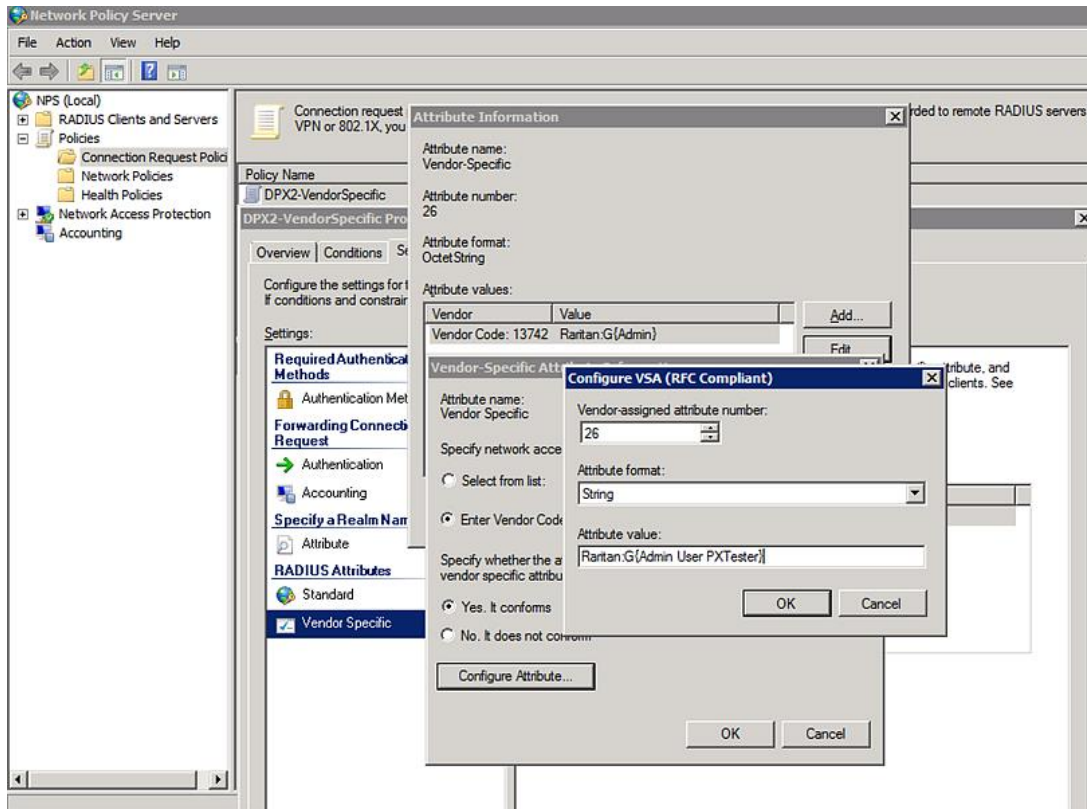 Network Policy Server
File Action View Help
NPS (Local)
RADIUS Clients and Servers
Policies
Connection Request Polici
Network Policies
Health Policies
Network Access Protection
Accounting
Connection request
VPN or 802.1X, you
rded to remote RADIUS servers
Policy Name
DPX2-VendorSpecific
DPX2-VendorSpecific Pro
Overview Conditions Se
Configure the settings for t
If conditions and constrair
Settings:
Required Authenticat
Methods
Authentication Met
Forwarding Connecti
Request
Authentication
Accounting
Specify a Realm Nam
Attribute
RADIUS Attributes
Standard
Vendor Specific
Attribute Information
Attribute name:
Vendor-Specific
Attribute number:
26
Attribute format:
OctetString
Attribute values:
Vendor Value
Vendor Code: 13742 Raritan:G{Admin}
Add...
Edit
tribute, and
clients. See
Vendor-Specific Att
Attribute name:
Vendor Specific
Specify network acce
Select from list:
Enter Vendor Code
Specify whether the a
vendor specific attribu
Yes. It conforms
No. It does not conform
Configure Attribute...
OK Cancel
Configure VSA (RFC Compliant)
Vendor-assigned attribute number:
26
Attribute format:
String
Attribute value:
Raritan:G{Admin User PXTester}
OK Cancel